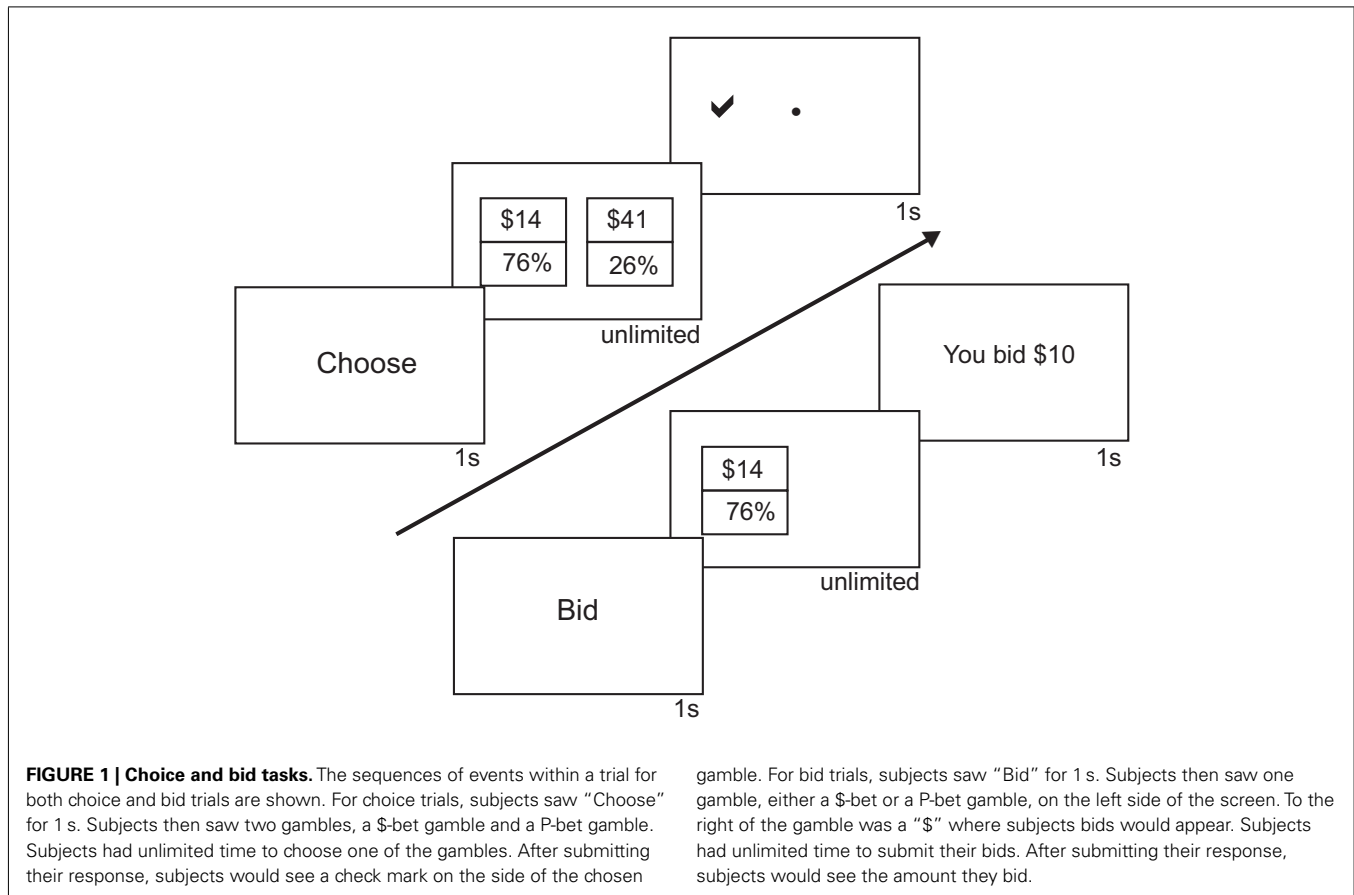 1s
$14 $41
76% 26%
unlimited
Choose
1s
You bid $10
1s
$14
76%
unlimited
Bid
1s
FIGURE 1 | Choice and bid tasks. The sequences of events within a trial for
both choice and bid trials are shown. For choice trials, subjects saw “Choose”
for 1 s. Subjects then saw two gambles, a $-bet gamble and a P-bet gamble.
Subjects had unlimited time to choose one of the gambles. After submitting
their response, subjects would see a check mark on the side of the chosen
gamble. For bid trials, subjects saw “Bid” for 1 s. Subjects then saw one
gamble, either a $-bet or a P-bet gamble, on the left side of the screen. To the
right of the gamble was a “$” where subjects bids would appear. Subjects
had unlimited time to submit their bids. After submitting their response,
subjects would see the amount they bid.